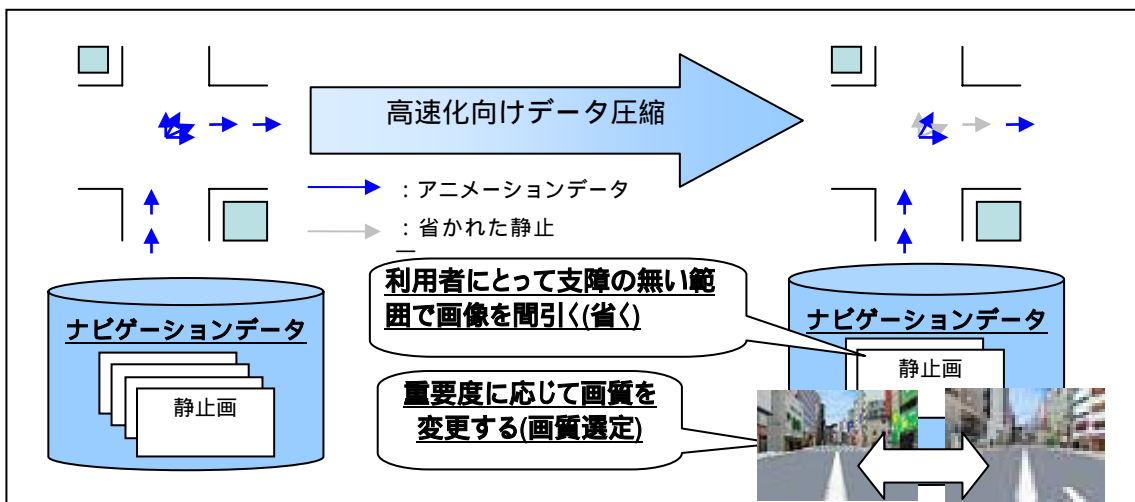 高速化向けデータ圧縮
：アニメーションデータ
：省かれた静止
利用者にとって支障の無い範
囲で画像を間引く(省く)
ナビゲーションデータ
静止画
重要度に応じて画質を
変更する(画質選定)
ナビゲーションデータ
静止画